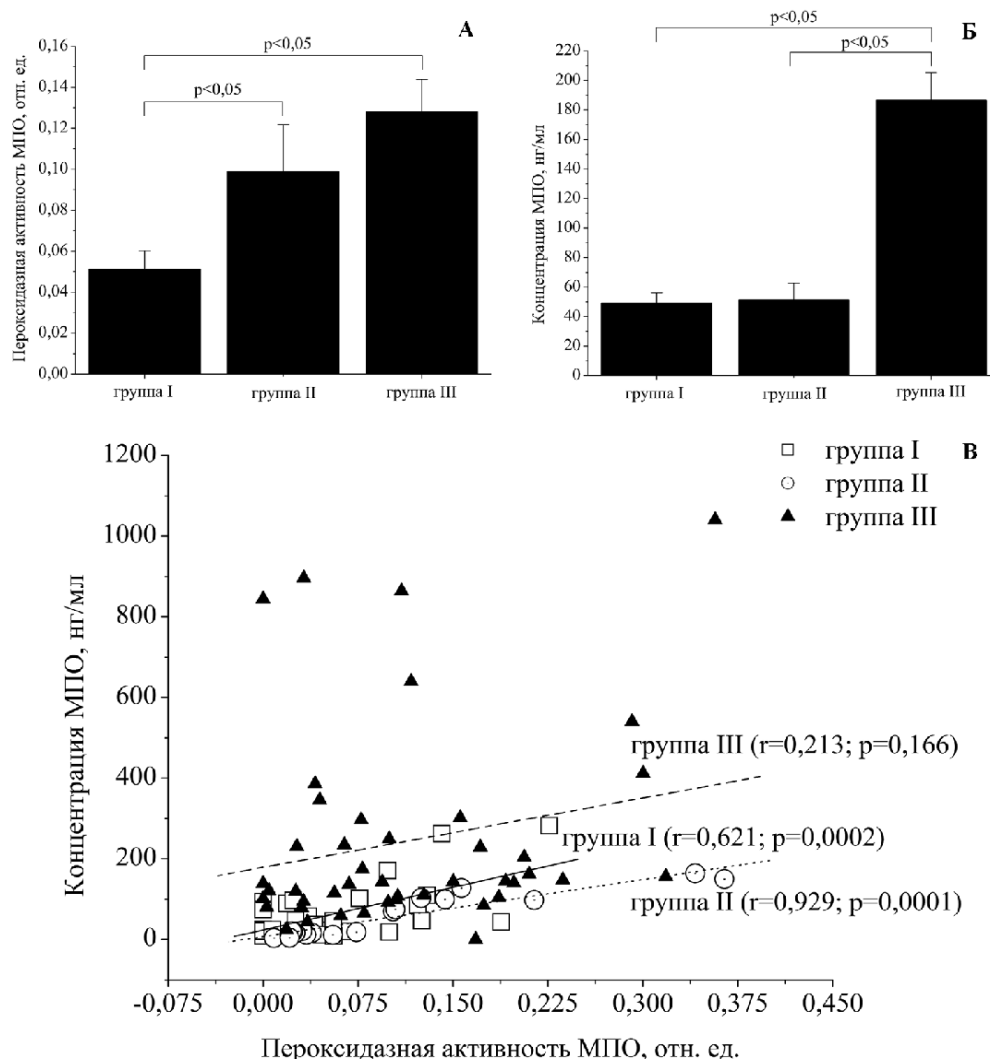 А
p<0,05
p<0,05
0,16
0,14
0,12
0,10
0,08
0,06
0,04
0,02
0,00
Пероксидазная активность МПО, отн. ед.
группа I
группа II
группа III
Б
p<0,05
p<0,05
220
200
180
160
140
120
100
80
60
40
20
0
Концентрация МПО, нг/мл
группа I
группа II
группа III
В
группа I
группа II
группа III
1200
1000
800
600
400
200
0
Концентрация МПО, нг/мл
группа III (r=0,213; p=0,166)
группа I (r=0,621; p=0,0002)
группа II (r=0,929; p=0,0001)
-0,075
0,000
0,075
0,150
0,225
0,300
0,375
0,450
Пероксидазная активность МПО, отн. ед.